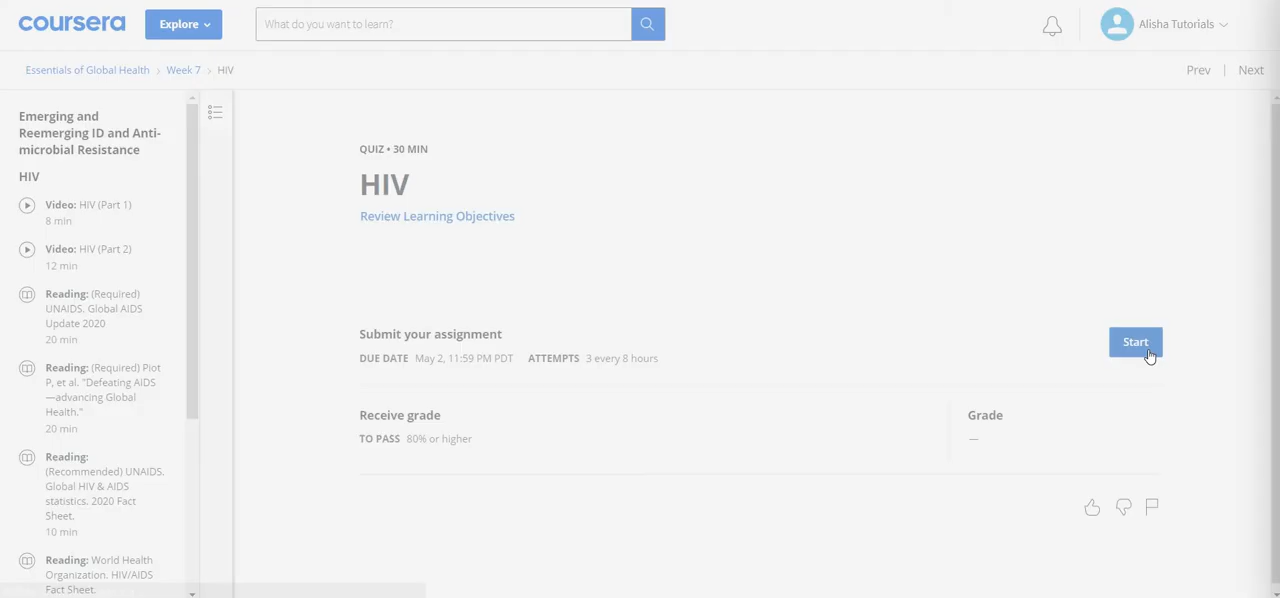 coursera
Explore
What do you want to learn?
Alisha Tutorials
Essentials of Global Health › Week 7 › HIV
Prev | Next
Emerging and
Reemerging ID and Anti-
microbial Resistance
HIV
Video: HIV (Part 1)
8 min
Video: HIV (Part 2)
12 min
Reading: (Required)
UNAIDS. Global AIDS
Update 2020
20 min
Reading: (Required) Piot
P, et al. "Defeating AIDS
—advancing Global
Health."
20 min
Reading:
(Recommended) UNAIDS.
Global HIV & AIDS
statistics. 2020 Fact
Sheet.
10 min
Reading: World Health
Organization. HIV/AIDS
Fact Sheet.
QUIZ • 30 MIN
HIV
Review Learning Objectives
Submit your assignment
DUE DATE May 2, 11:59 PM PDT ATTEMPTS 3 every 8 hours
Start
Receive grade
TO PASS 80% or higher
Grade
—